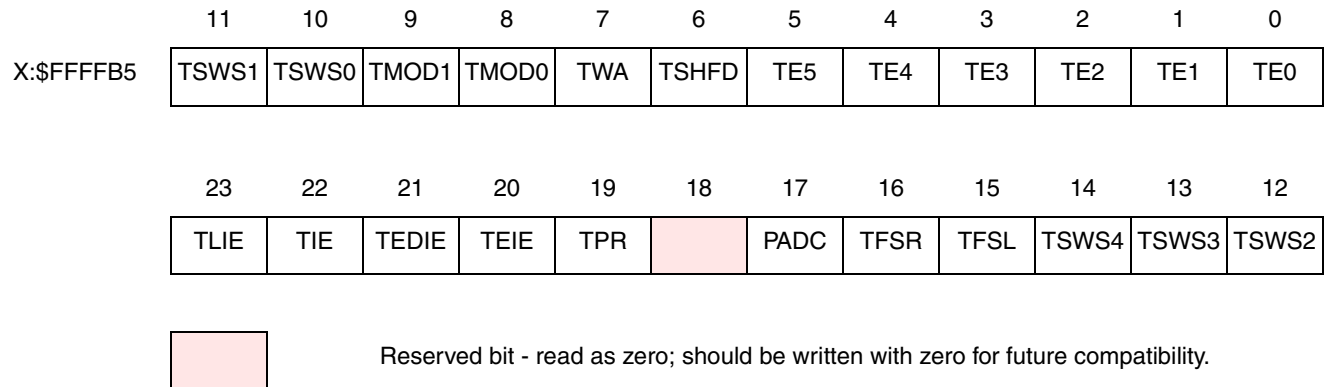 11 10 9 8 7 6 5 4 3 2 1 0
X:$FFFFB5 TSWS1 TSWS0 TMOD1 TMOD0 TWA TSHFD TE5 TE4 TE3 TE2 TE1 TE0
23 22 21 20 19 18 17 16 15 14 13 12
TLIE TIE TEDIE TEIE TPR PADC TFSR TFSL TSWS4 TSWS3 TSWS2
Reserved bit - read as zero; should be written with zero for future compatibility.